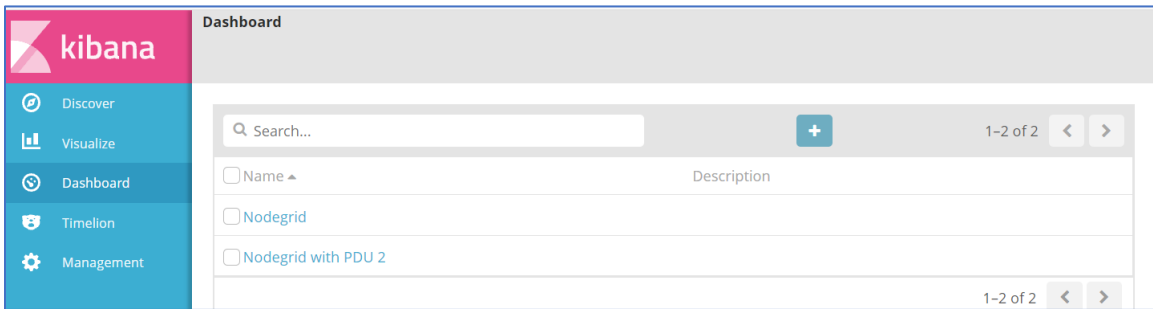 kibana
Discover
Visualize
Dashboard
Timelion
Management
Dashboard
Search...
1–2 of 2
Name
Description
Nodegrid
Nodegrid with PDU 2
1–2 of 2